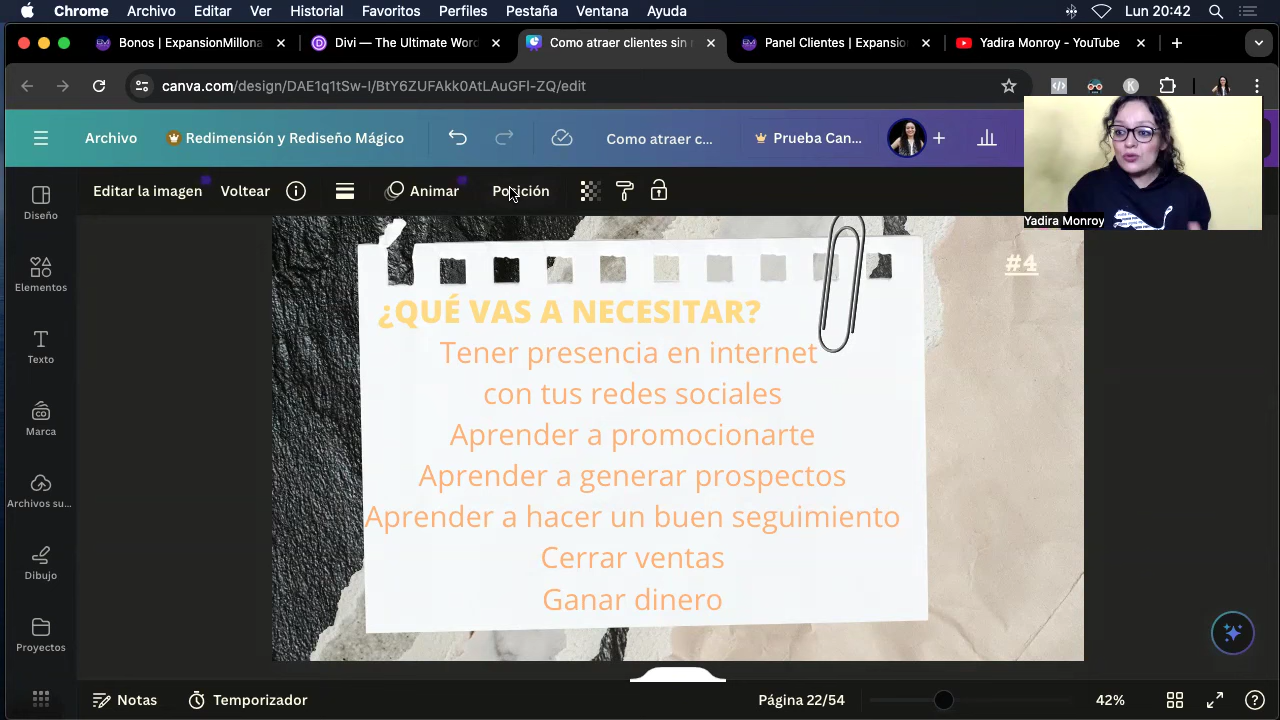 Chrome Archivo Editar Ver Historial Favoritos Perfiles Pestaña Ventana Ayuda Lun 20:42
Bonos | ExpansionMillona
Divi — The Ultimate Word
Como atraer clientes sin
Panel Clientes | Expansion
Yadira Monroy - YouTube
canva.com/design/DAE1q1tSw-I/BtY6ZUFAkk0AtLAuGFI-ZQ/edit
Archivo Redimensión y Rediseño Mágico Como atraer c... Prueba Can...
Editar la imagen Voltear Animar Posición
Yadira Monroy
Diseño
Elementos
Texto
Marca
Archivos su...
Dibujo
Proyectos
#4
¿QUÉ VAS A NECESITAR?
Tener presencia en internet
con tus redes sociales
Aprender a promocionarte
Aprender a generar prospectos
Aprender a hacer un buen seguimiento
Cerrar ventas
Ganar dinero
Notas Temporizador Página 22/54 42%